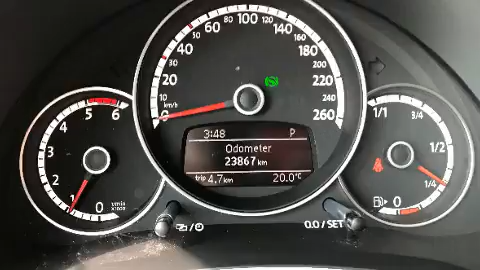 80 100 120
60 140
40 160
20 180
10 200
km/h 220
0 240
260
3:48 P
Odometer
23867 km
trip 4.7 km 20.0°C
6
5
4
3
2
1
0 1/min
x1000
1/1 3/4
1/2
1/4
0
0.0 / SET